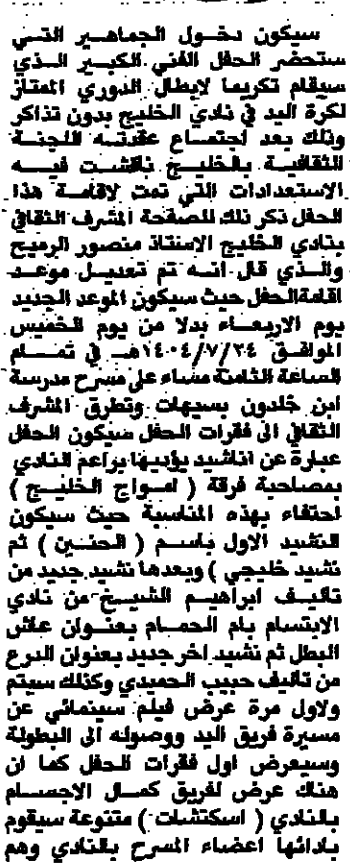 سيكون دخول الجماهير التي
ستحضر الحفل الفني الكبير الذي
سيقام تكريما لابطال الدوري الممتاز
لكرة اليد في نادي الخليج بدون تذاكر
وذلك بعد اجتماع عقدته اللجنة
الثقافية بالخليج ناقشت فيه
الاستعدادات التي تمت لاقامة هذا
الحفل ذكر ذلك للصفحة المشرف الثقافي
بنادي الخليج الاستاذ منصور الرميح
والذي قال انه تم تعديل موعد
اقامة الحفل حيث سيكون الموعد الجديد
يوم الاربعاء بدلا من يوم الخميس
الموافق ١٤٠٤/٧/٢٤هـ في تمام
الساعة الثامنة مساء على مسرح مدرسة
ابن خلدون بسيهات وتطرق المشرف
الثقافي الى فقرات الحفل سيكون الحفل
عبارة عن اناشيد يؤديها براعم النادي
بمصاحبة فرقة ( امواج الخليج )
احتفاء بهذه المناسبة حيث سيكون
النشيد الاول باسم ( الحنين ) ثم
نشيد خليجي ) وبعدها نشيد جديد من
تاليف ابراهيم الشيخ من نادي
الابتسام بام الحمام بعنوان عاش
البطل ثم نشيد اخر جديد بعنوان الدرع
من تاليف حبيب الحميدي وكذلك سيتم
ولاول مرة عرض فيلم سينمائي عن
مسيرة فريق اليد ووصوله الى البطولة
وسيعرض اول فقرات الحفل كما ان
هناك عرض لفريق كمال الاجسام
بالنادي ( اسكتشات ) متنوعة سيقوم
بادائها اعضاء المسرح بالنادي وهم